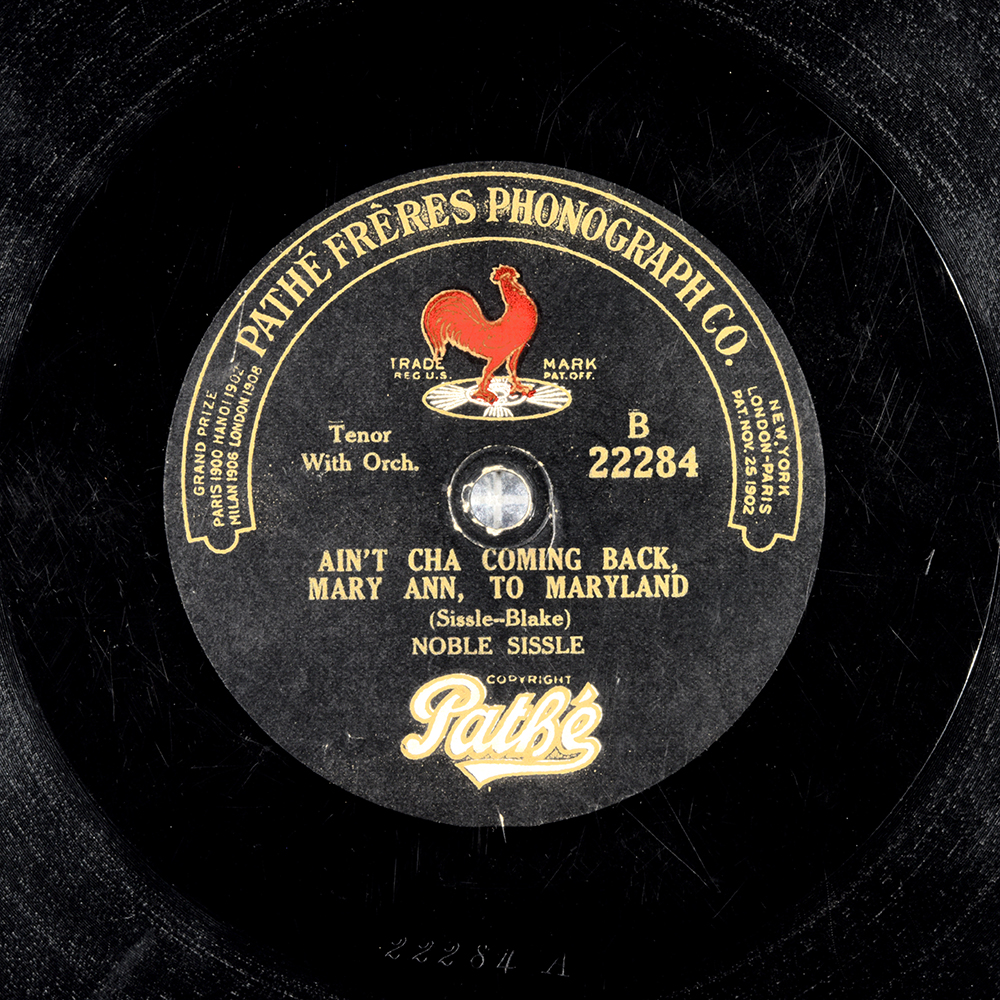 PATHÉ FRÈRES PHONOGRAPH CO.
GRAND PRIZE
PARIS 1900 HANOI 1902
MILAN 1906 LONDON 1908
NEW.YORK
LONDON-PARIS
PAT. NOV. 25 1902
TRADE MARK
REG U.S. PAT. OFF.
Tenor
With Orch.
B
22284
AIN'T CHA COMING BACK,
MARY ANN, TO MARYLAND
(Sissle--Blake)
NOBLE SISSLE
COPYRIGHT
Pathé
1
22284 A